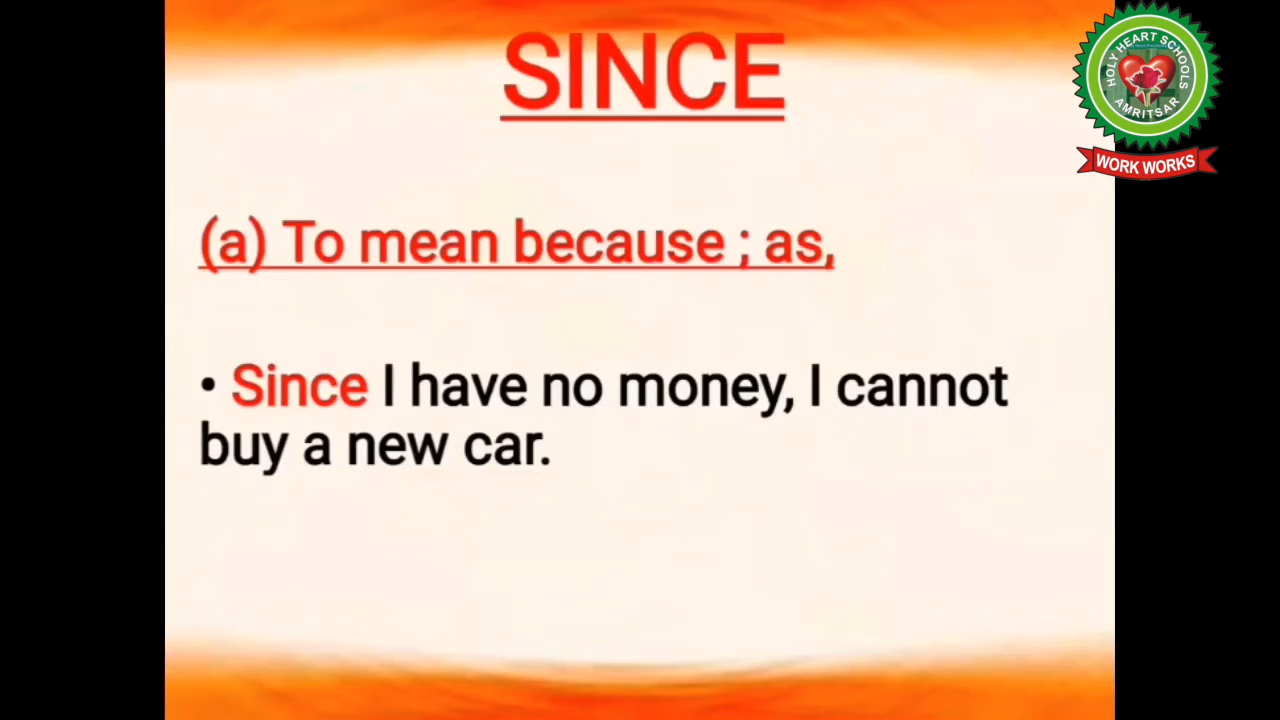 SINCE
HOLY HEART SCHOOLS
AMRITSAR
WORK WORKS
(a) To mean because ; as,
• Since I have no money, I cannot
buy a new car.